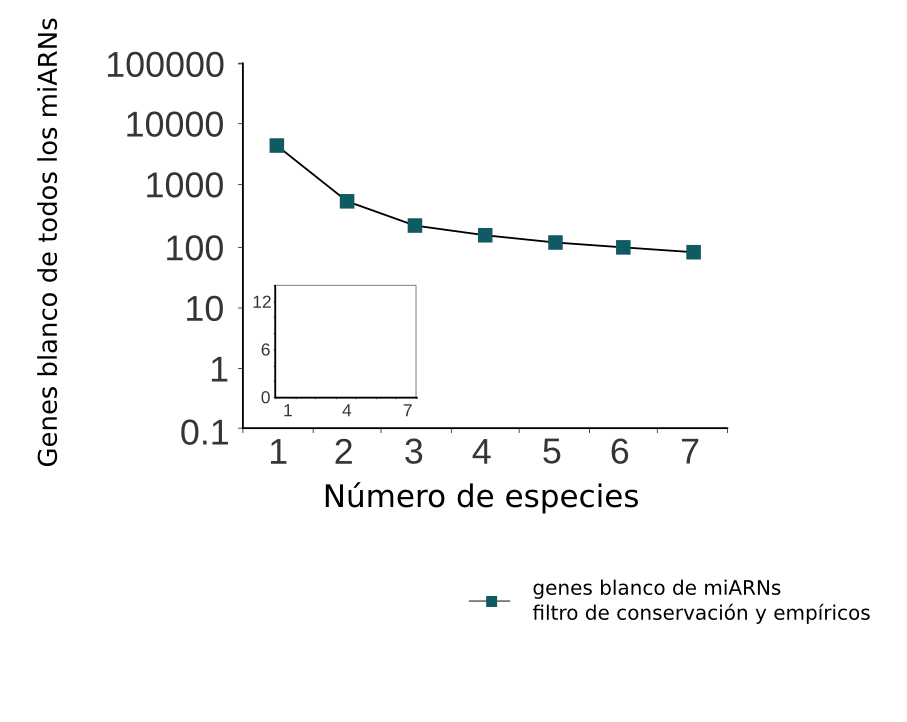 Genes blanco de todos los miARNs
100000
10000
1000
100
10
1
0.1
12
6
0
1 4 7
1 2 3 4 5 6 7
Número de especies
genes blanco de miARNs
filtro de conservación y empíricos